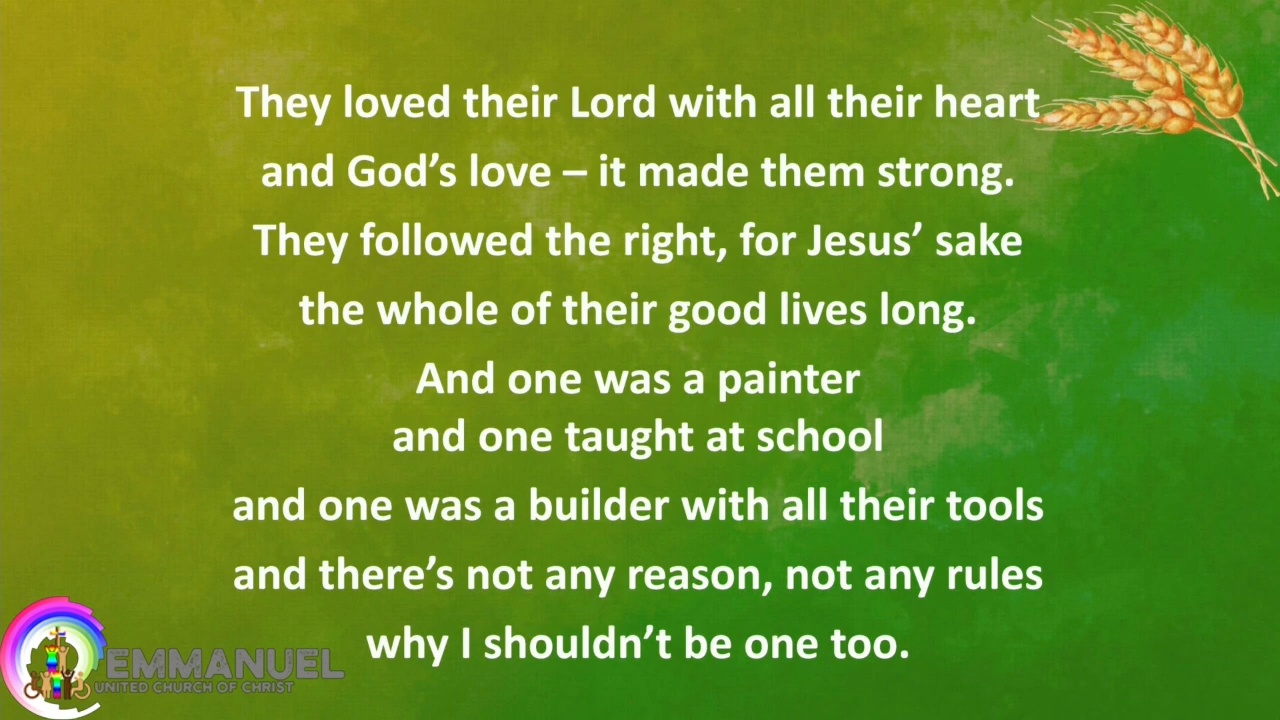 They loved their Lord with all their heart
and God’s love – it made them strong.
They followed the right, for Jesus’ sake
the whole of their good lives long.
And one was a painter
and one taught at school
and one was a builder with all their tools
and there’s not any reason, not any rules
why I shouldn’t be one too.
EMMANUEL
UNITED CHURCH OF CHRIST